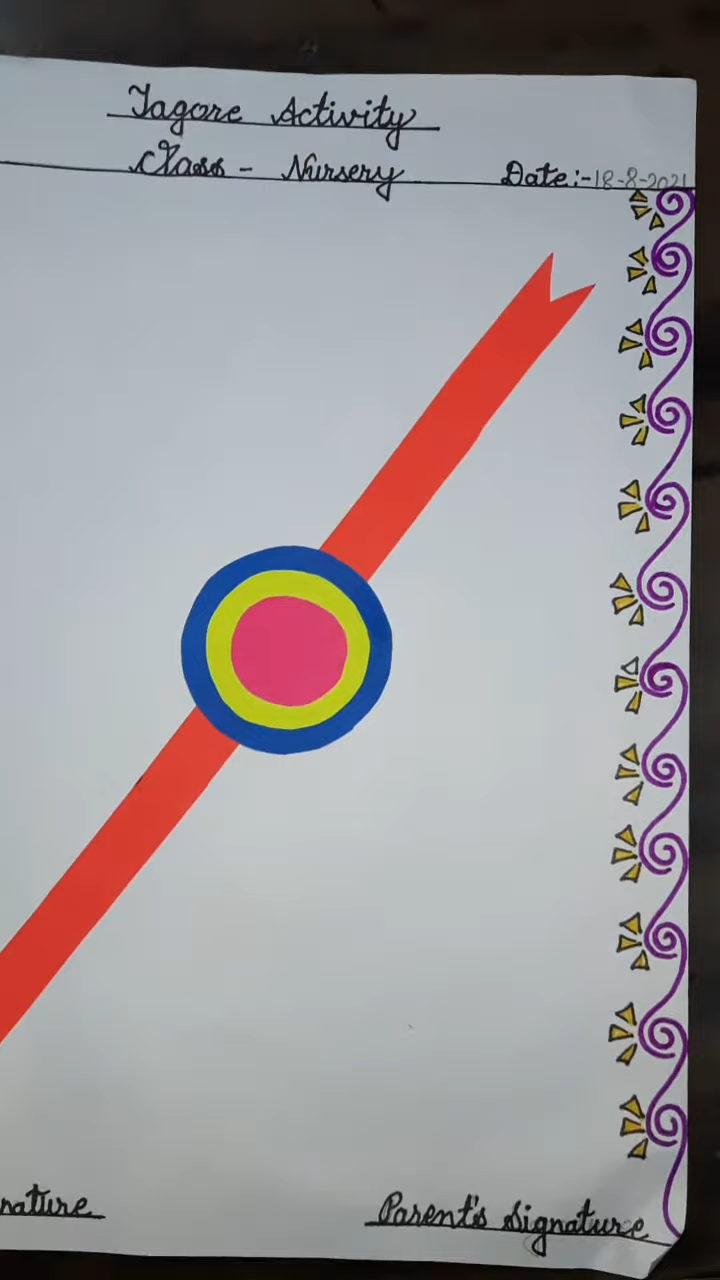 Tagore Activity
Class - Nursery Date:-18-8-2021
nature Parent's Signature